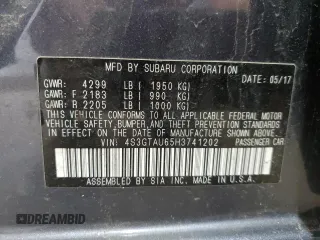 MFD BY SUBARU CORPORATION 05/17
GVWR: 4299 LB ( 1950 KG)
GAWR: F 2183 LB ( 990 KG)
GAWR: R 2205 LB ( 1000 KG)
THIS VEHICLE CONFORMS TO ALL APPLICABLE FEDERAL MOTOR VEHICLE SAFETY, BUMPER AND THEFT PREVENTION STANDARDS IN EFFECT ON THE DATE OF MANUFACTURE SHOWN ABOVE.
VIN: 4S3GTAU65H3741202 PASSENGER CAR
ASSEMBLED BY SIA INC. MADE IN U.S.A.
© DREAMBID